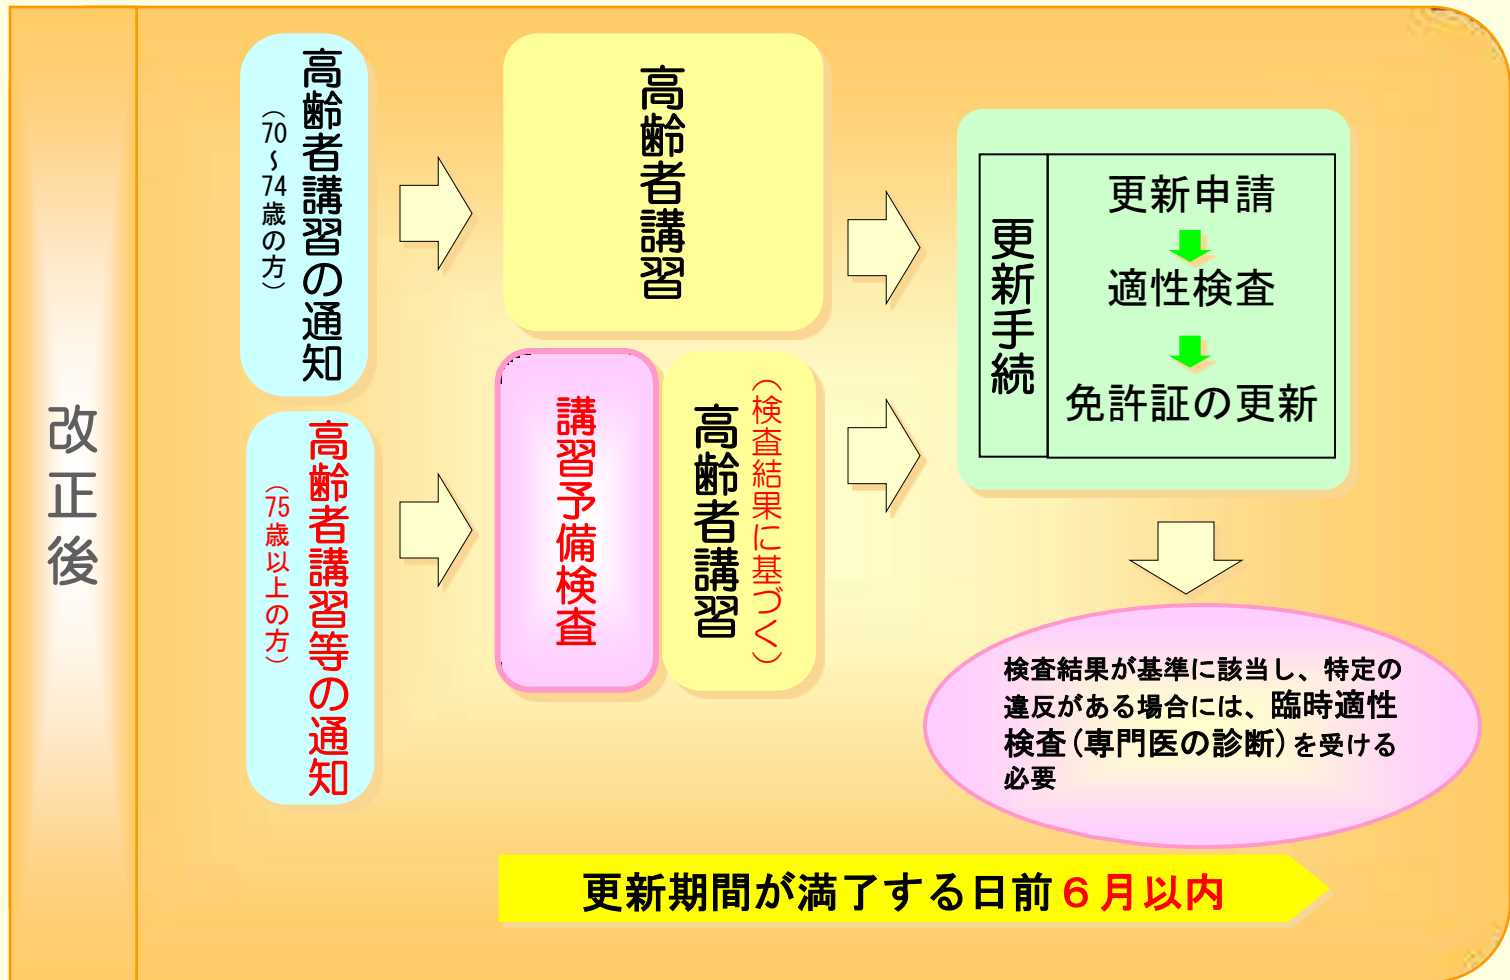 改正後
高齢者講習の通知
（70～74歳の方）
高齢者講習
高齢者講習等の通知
（75歳以上の方）
講習予備検査
（検査結果に基づく）
高齢者講習
更新手続
更新申請
適性検査
免許証の更新
検査結果が基準に該当し、特定の
違反がある場合には、臨時適性
検査（専門医の診断）を受ける
必要
更新期間が満了する日前６月以内